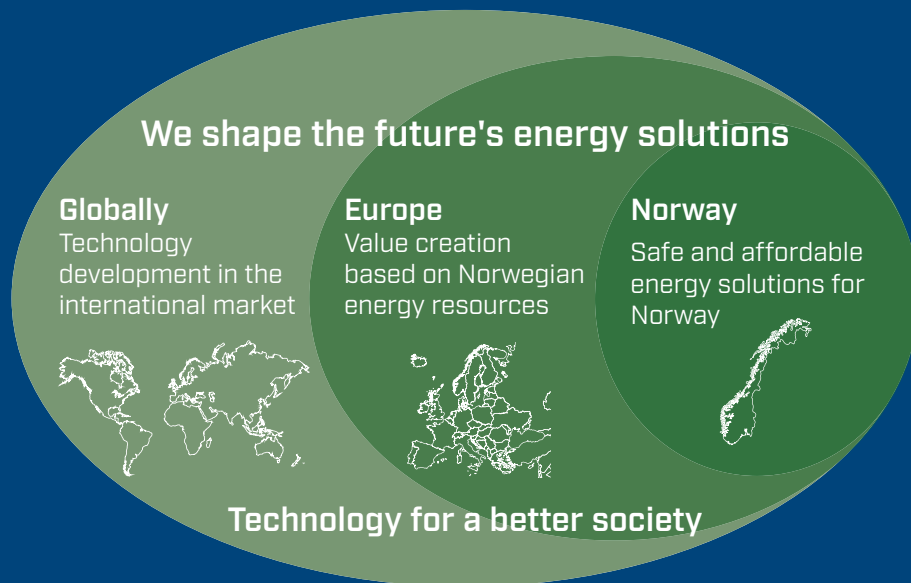 We shape the future's energy solutions
Globally
Technology
development in the
international market
Europe
Value creation
based on Norwegian
energy resources
Norway
Safe and affordable
energy solutions for
Norway
Technology for a better society